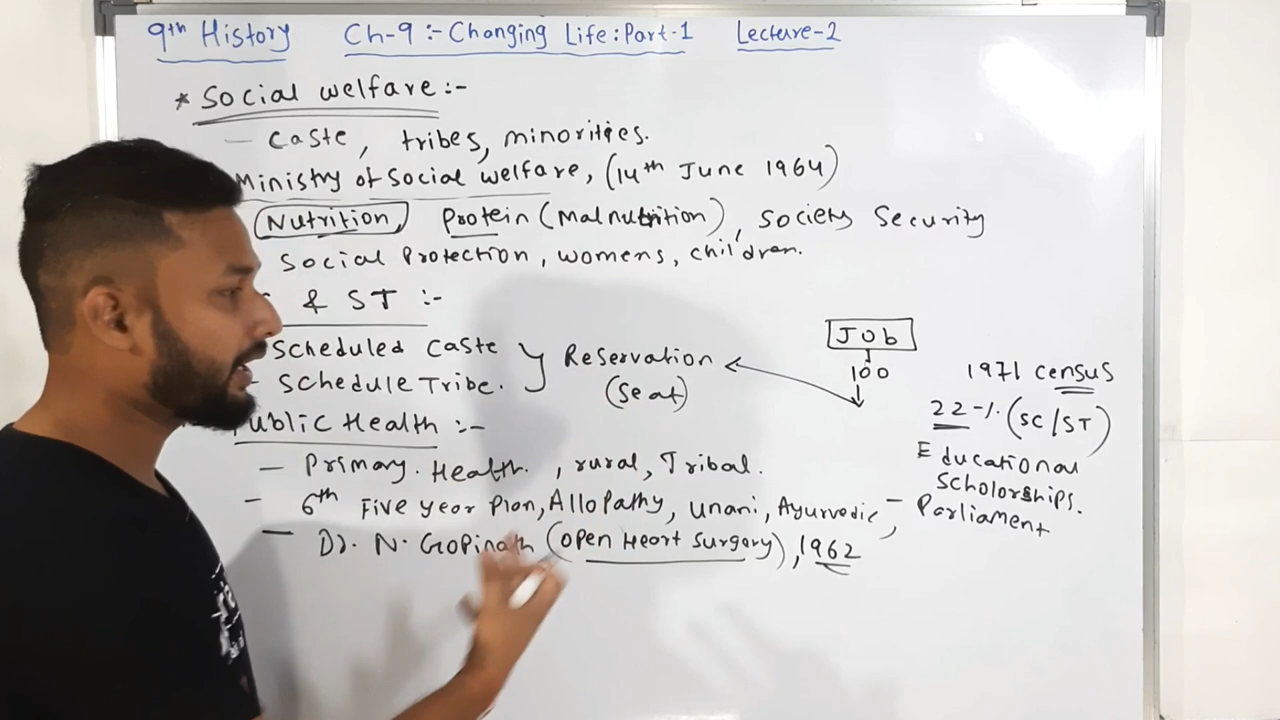 9th History Ch-9 :- Changing Life : Part-1 Lecture-2
* Social welfare :-
- Caste, tribes, minorities.
Ministry of Social welfare, (14th June 1964)
Nutrition Protein (Malnutrition), Society Security
Social Protection, womens, children.
& ST :-
Scheduled Caste
- Schedule Tribe.
Reservation
(Seat)
Job
100
1971 census
22-%. (SC/ST)
Educational
Scholorships.
- Parliament
Public Health :-
- Primary. Health. , rural, Tribal.
- 6th Five year Plan, Allopathy, Unani, Ayurvedic,
- Dr. N. Gopinath (Open Heart Surgery), 1962